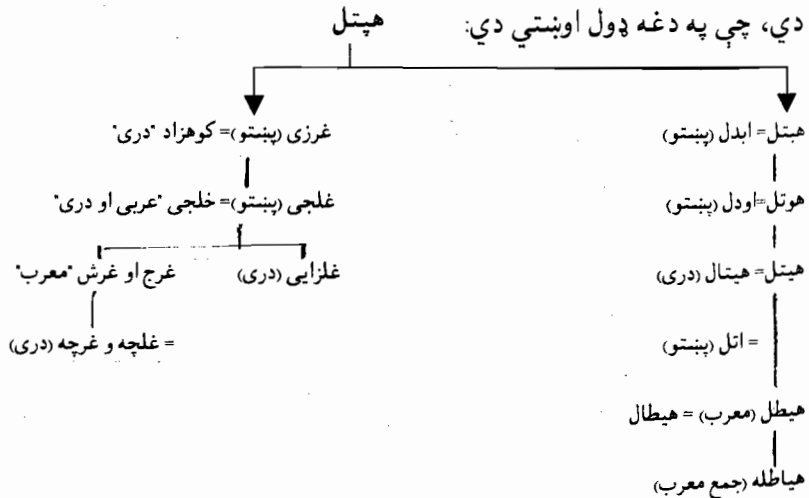 دي، چي په دغه ډول اوښتي دي: هپتل
هبتل= ابدل (پښتو) غرزی (پښتو)= کوهزاد "دری"
هوتل=اودل (پښتو) غلجی (پښتو)= خلجی "عربی او دری"
هیتل= هیتال (دری) غلزایی (دری) غرج او غرش "معرب"
= اتل (پښتو) = غلچه و غرچه (دری)
هیطل (معرب) = هیطال
هیاطله (جمع معرب)